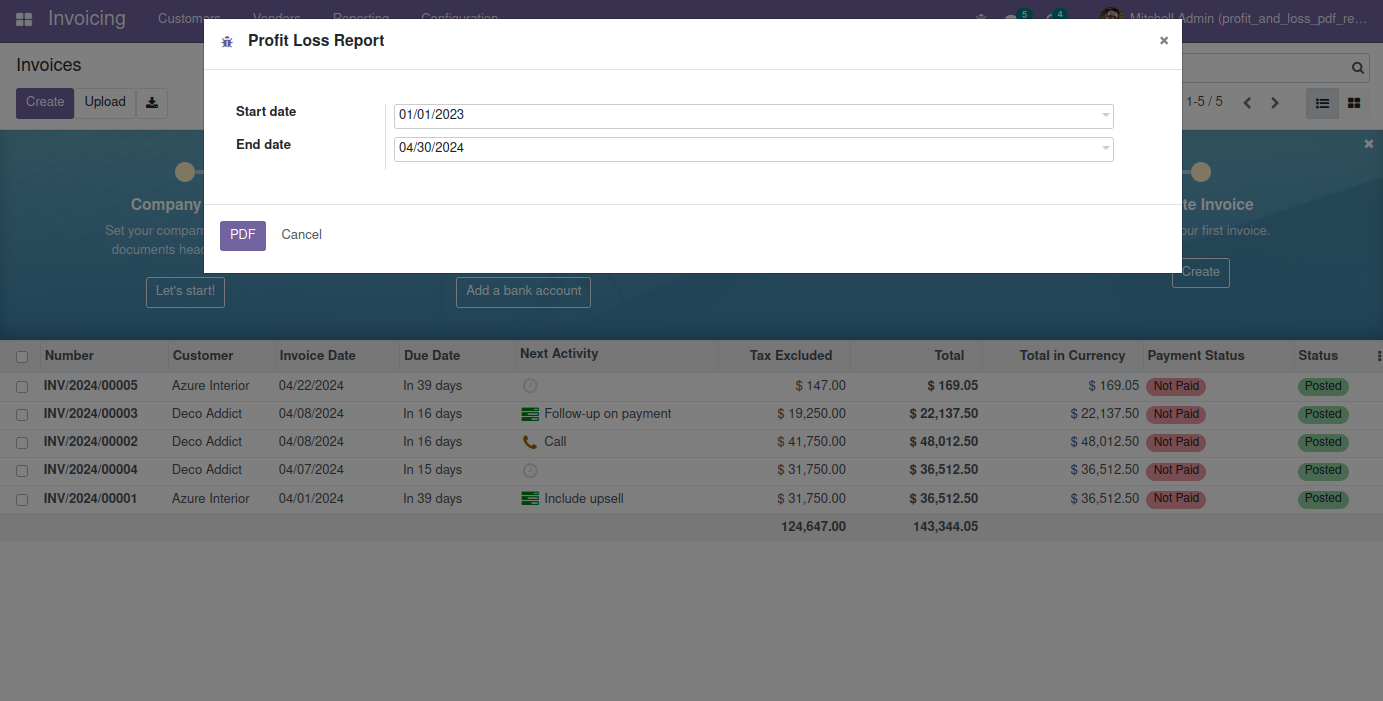 Invoicing Customers Vendors Reporting Configuration 5 4 Mitchell Admin (profit_and_loss_pdf_re...
Profit Loss Report ×
Invoices
Create Upload 1-5 / 5
Start date 01/01/2023
End date 04/30/2024
PDF Cancel
Company te Invoice
Set your compan our first invoice.
documents head
Let's start! Add a bank account Create
Number Customer Invoice Date Due Date Next Activity Tax Excluded Total Total in Currency Payment Status Status
INV/2024/00005 Azure Interior 04/22/2024 In 39 days $ 147.00 $ 169.05 $ 169.05 Not Paid Posted
INV/2024/00003 Deco Addict 04/08/2024 In 16 days Follow-up on payment $ 19,250.00 $ 22,137.50 $ 22,137.50 Not Paid Posted
INV/2024/00002 Deco Addict 04/08/2024 In 16 days Call $ 41,750.00 $ 48,012.50 $ 48,012.50 Not Paid Posted
INV/2024/00004 Deco Addict 04/07/2024 In 15 days $ 31,750.00 $ 36,512.50 $ 36,512.50 Not Paid Posted
INV/2024/00001 Azure Interior 04/01/2024 In 39 days Include upsell $ 31,750.00 $ 36,512.50 $ 36,512.50 Not Paid Posted
124,647.00 143,344.05